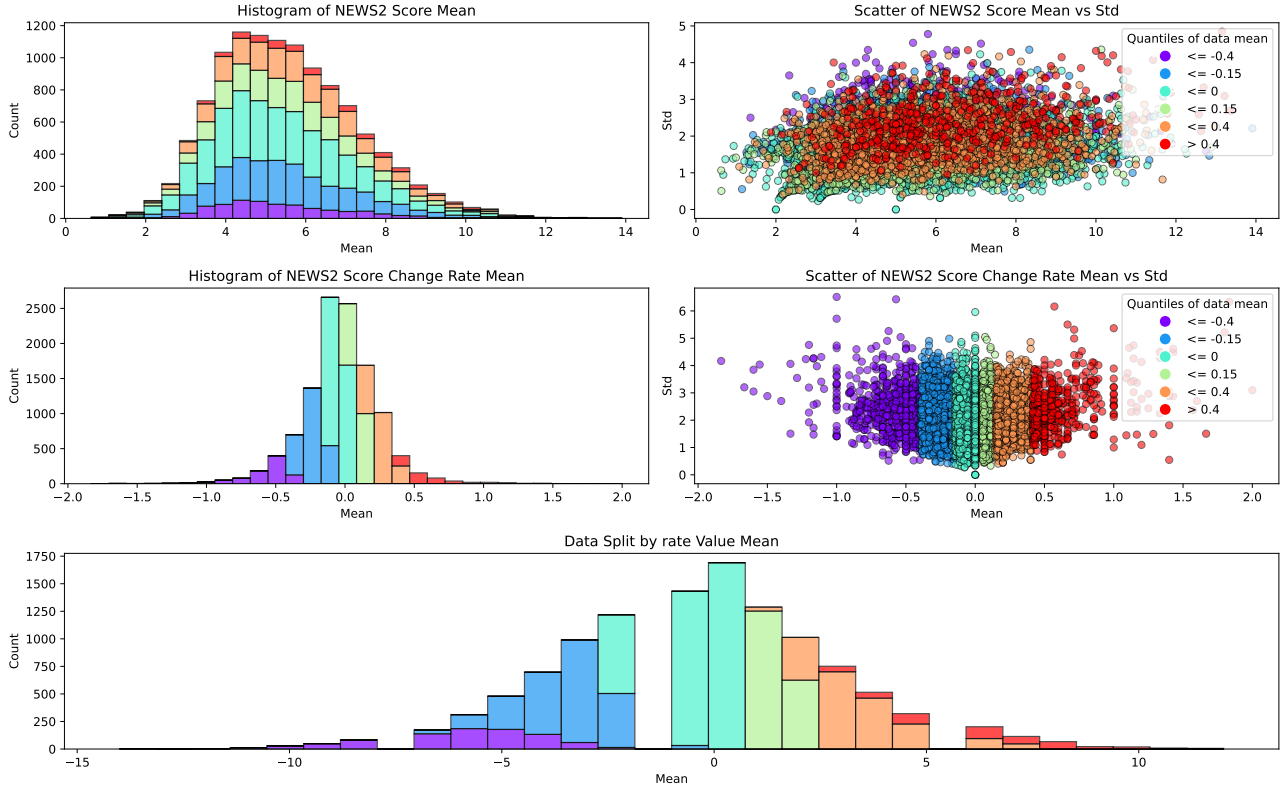 Histogram of NEWS2 Score Mean
1200
1000
800
600
400
200
0
Count
0 2 4 6 8 10 12 14
Mean
Scatter of NEWS2 Score Mean vs Std
5
4
3
2
1
0
Std
0 2 4 6 8 10 12 14
Mean
Quantiles of data mean
<= -0.4
<= -0.15
<= 0
<= 0.15
<= 0.4
> 0.4
Histogram of NEWS2 Score Change Rate Mean
2500
2000
1500
1000
500
0
Count
−2.0 −1.5 −1.0 −0.5 0.0 0.5 1.0 1.5 2.0
Mean
Scatter of NEWS2 Score Change Rate Mean vs Std
6
5
4
3
2
1
0
Std
−2.0 −1.5 −1.0 −0.5 0.0 0.5 1.0 1.5 2.0
Mean
Quantiles of data mean
<= -0.4
<= -0.15
<= 0
<= 0.15
<= 0.4
> 0.4
Data Split by rate Value Mean
1750
1500
1250
1000
750
500
250
0
Count
−15 −10 −5 0 5 10
Mean